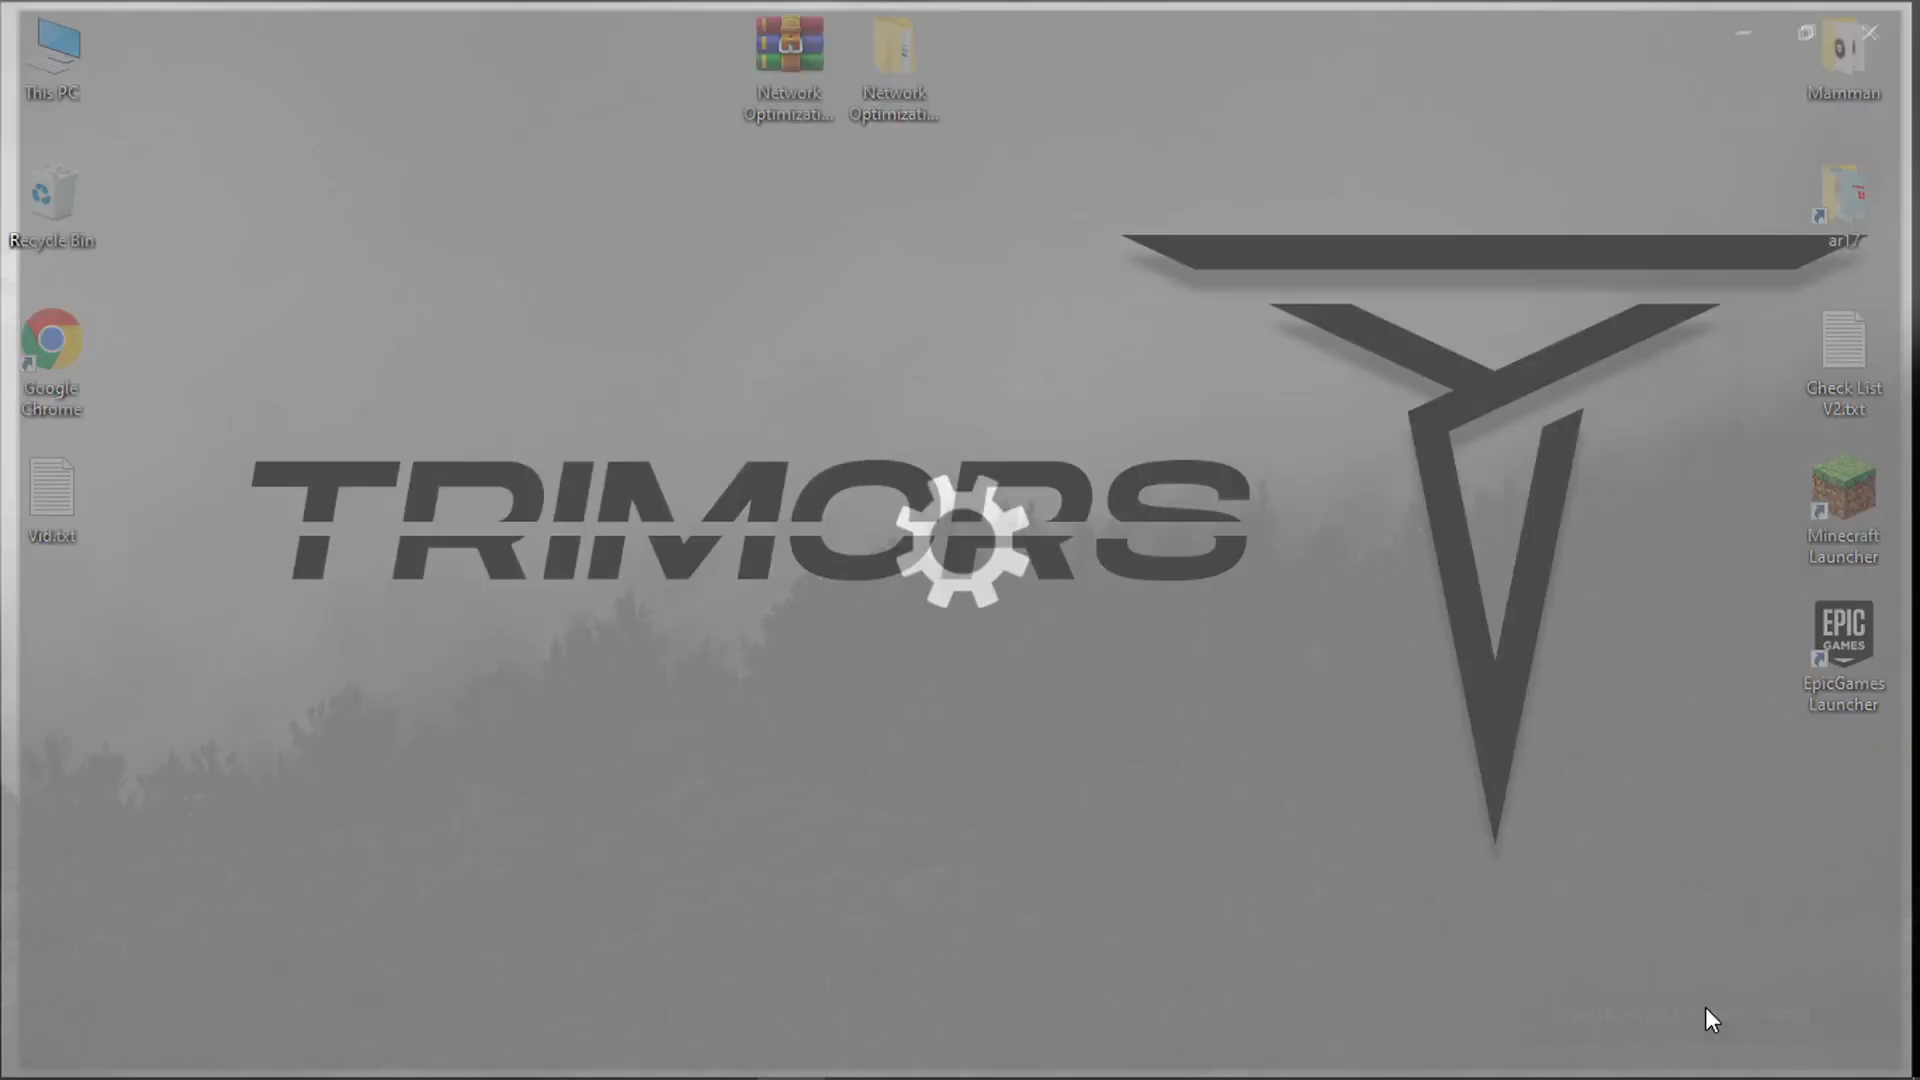 This PC
Network
Optimizati...
Network
Optimizati...
Mamman
Recycle Bin
ar17
Google
Chrome
Check List
V2.txt
TRIMORS
Vid.txt
Minecraft
Launcher
EPIC
GAMES
EpicGames
Launcher